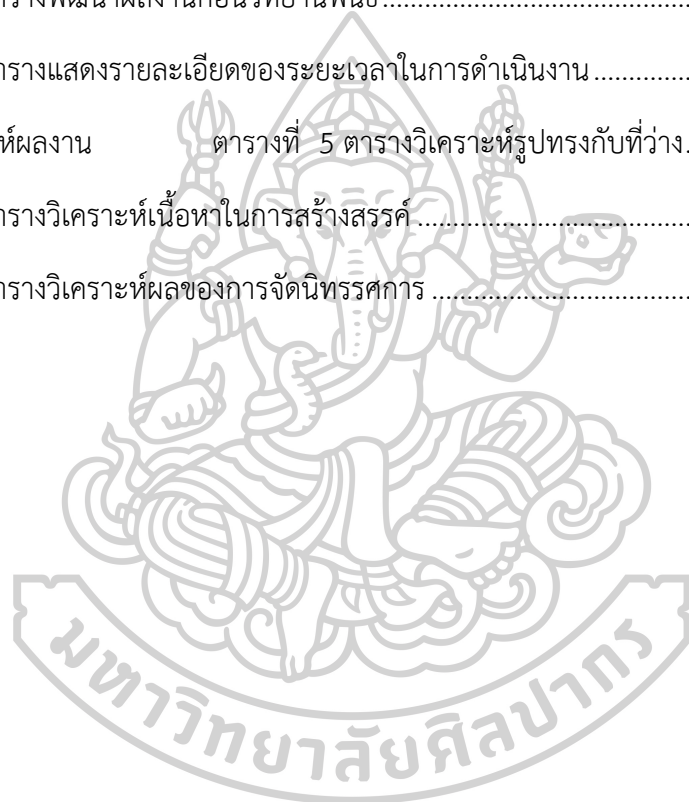 ารางแสดงรายละเอียดของระยะเวลาในการดำเนินงาน ..............
ห์ผลงาน ตารางที่ 5 ตารางวิเคราะห์รูปทรงกับที่ว่าง.
ารางวิเคราะห์เนื้อหาในการสร้างสรรค์ ...................................
ารางวิเคราะห์ผลของการจัดนิทรรศการ .................................
มหาวิทยาลัยศิลปากร